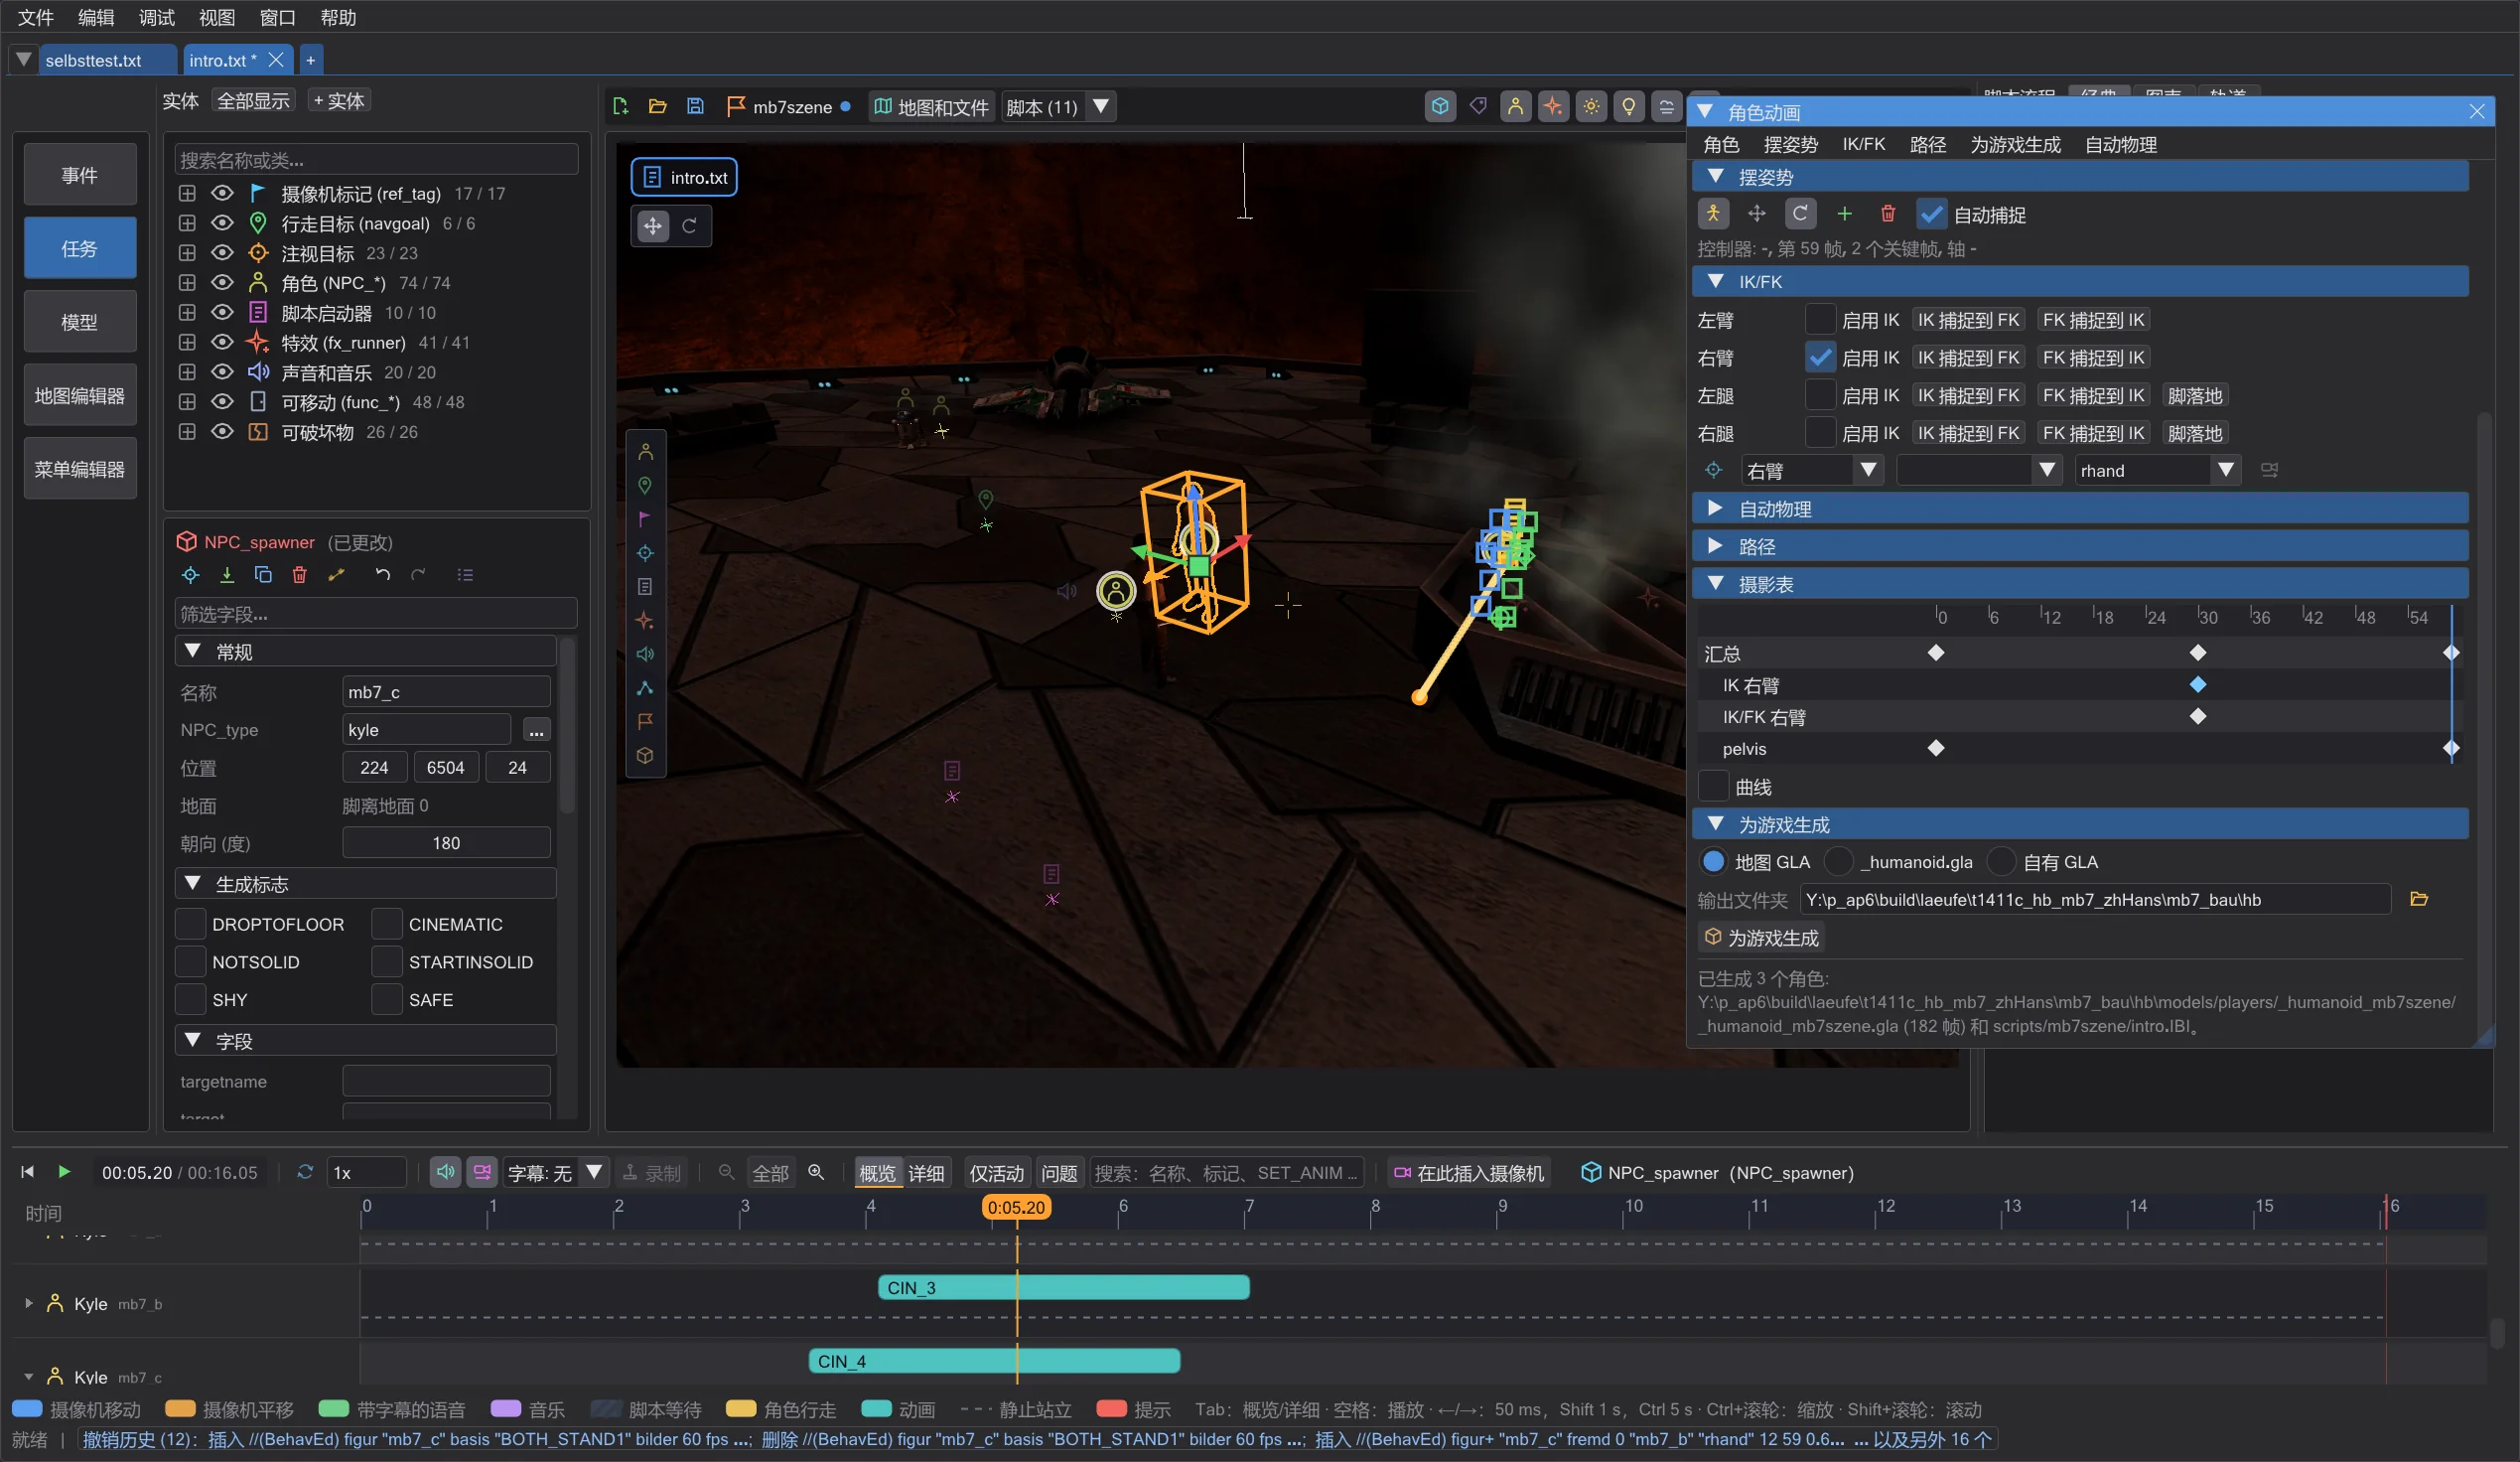 文件 编辑 调试 视图 窗口 帮助
selbsttest.txt intro.txt * +
实体 全部显示 + 实体
事件
任务
模型
地图编辑器
菜单编辑器
搜索名称或类...
摄像机标记 (ref_tag) 17 / 17
行走目标 (navgoal) 6 / 6
注视目标 23 / 23
角色 (NPC_*) 74 / 74
脚本启动器 10 / 10
特效 (fx_runner) 41 / 41
声音和音乐 20 / 20
可移动 (func_*) 48 / 48
可破坏物 26 / 26
NPC_spawner (已更改)
筛选字段...
常规
名称 mb7_c
NPC_type kyle ...
位置 224 6504 24
地面 脚离地面 0
朝向 (度) 180
生成标志
DROPTOFLOOR CINEMATIC
NOTSOLID STARTINSOLID
SHY SAFE
字段
targetname
target
mb7szene 地图和文件 脚本 (11)
intro.txt
角色动画
角色 摆姿势 IK/FK 路径 为游戏生成 自动物理
摆姿势
自动捕捉
控制器: -, 第 59 帧, 2 个关键帧, 轴 -
IK/FK
左臂 启用 IK IK 捕捉到 FK FK 捕捉到 IK
右臂 启用 IK IK 捕捉到 FK FK 捕捉到 IK
左腿 启用 IK IK 捕捉到 FK FK 捕捉到 IK 脚落地
右腿 启用 IK IK 捕捉到 FK FK 捕捉到 IK 脚落地
右臂 rhand
自动物理
路径
摄影表
0 6 12 18 24 30 36 42 48 54
汇总
IK 右臂
IK/FK 右臂
pelvis
曲线
为游戏生成
地图 GLA _humanoid.gla 自有 GLA
输出文件夹 Y:\p_ap6\build\laeufe\t1411c_hb_mb7_zhHans\mb7_bau\hb
为游戏生成
已生成 3 个角色:
Y:\p_ap6\build\laeufe\t1411c_hb_mb7_zhHans\mb7_bau\hb\models/players/_humanoid_mb7szene/
_humanoid_mb7szene.gla (182 帧) 和 scripts/mb7szene/intro.IBI。
00:05.20 / 00:16.05 1x 字幕: 无 录制 全部 概览 详细 仅活动 问题 搜索: 名称、标记、SET_ANIM ... 在此插入摄像机 NPC_spawner (NPC_spawner)
时间 0 1 2 3 4 0:05.20 6 7 8 9 10 11 12 13 14 15 16
CIN_3
Kyle mb7_b
CIN_4
Kyle mb7_c
摄像机移动 摄像机平移 带字幕的语音 音乐 脚本等待 角色行走 动画 静止站立 提示 Tab: 概览/详细 · 空格: 播放 · ←/→: 50 ms, Shift 1 s, Ctrl 5 s · Ctrl+滚轮: 缩放 · Shift+滚轮: 滚动
就绪 | 撤销历史 (12): 插入 //(BehavEd) figur "mb7_c" basis "BOTH_STAND1" bilder 60 fps ...; 删除 //(BehavEd) figur "mb7_c" basis "BOTH_STAND1" bilder 60 fps ...; 插入 //(BehavEd) figur+ "mb7_c" fremd 0 "mb7_b" "rhand" 12 59 0.6... ... 以及另外 16 个